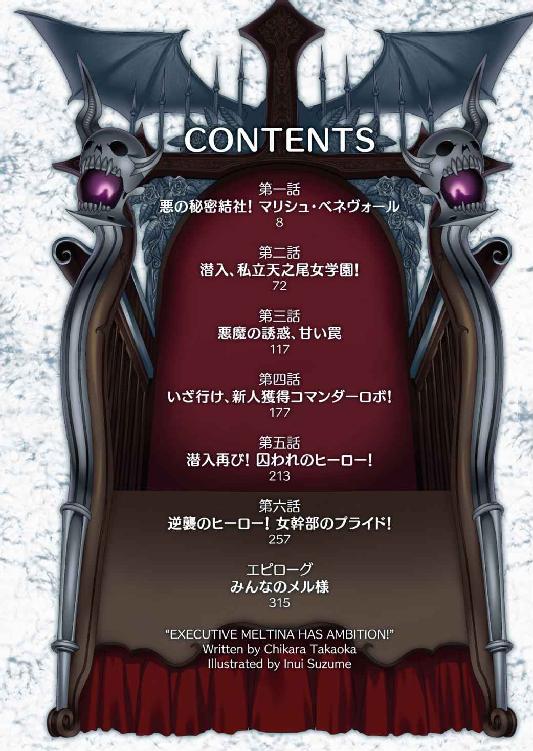 CONTENTS
第一話
悪の秘密結社! マリシュ・ベネヴォール
8
第二話
潜入、私立天之尾女学園!
72
第三話
悪魔の誘惑、甘い罠
117
第四話
いざ行け、新人獲得コマンダーロボ!
177
第五話
潜入再び! 囚われのヒーロー!
213
第六話
逆襲のヒーロー! 女幹部のプライド!
257
エピローグ
みんなのメル様
315
"EXECUTIVE MELTINA HAS AMBITION!"
Written by Chikara Takaoka
Illustrated by Inui Suzume